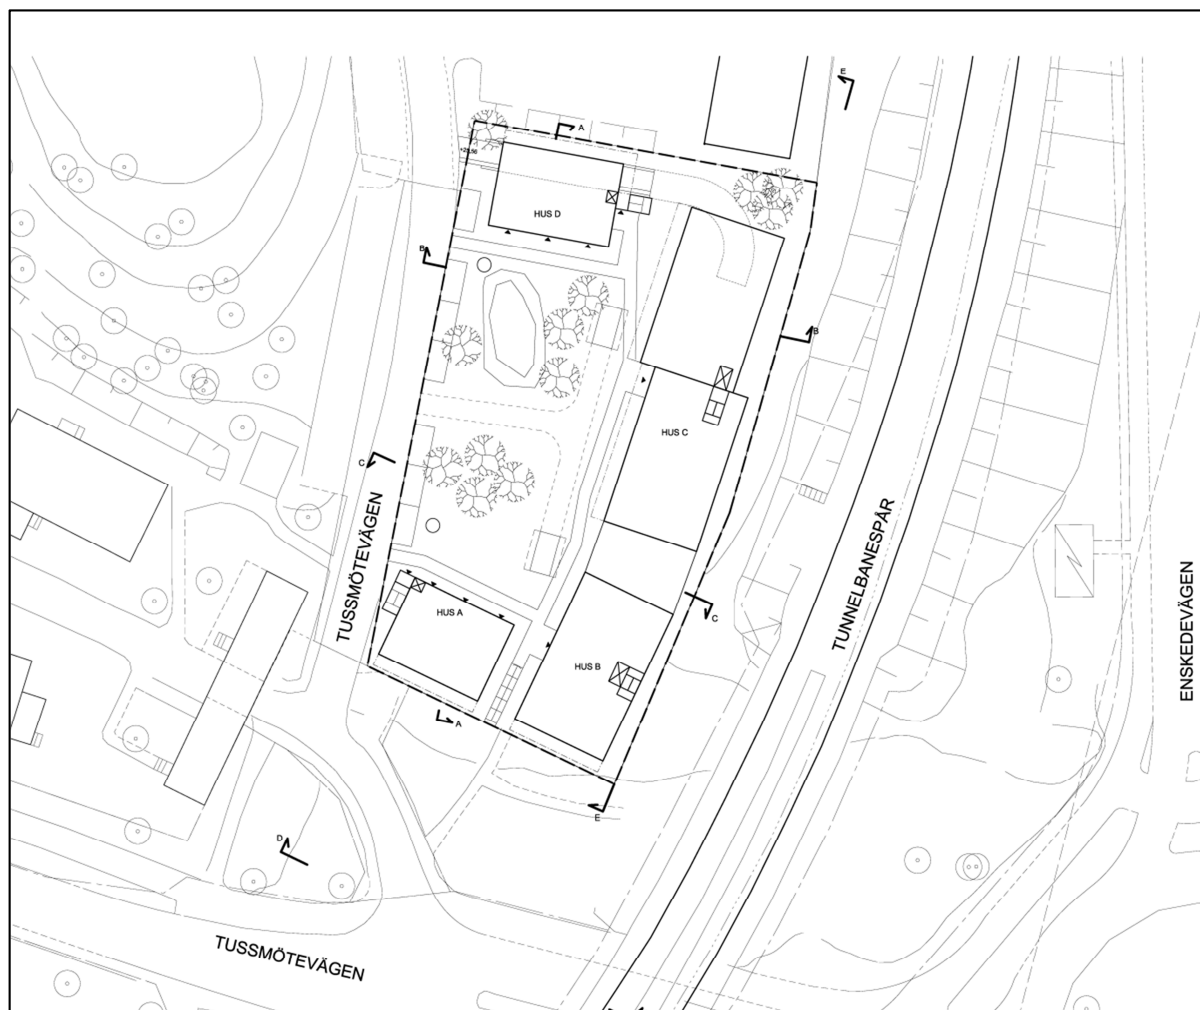 E
A
+25,56
HUS D
B
B
HUS C
C
TUSSMÖTEVÄGEN
TUNNELBANESPÅR
ENSKEDEVÄGEN
HUS A
C
HUS B
A
E
D
TUSSMÖTEVÄGEN